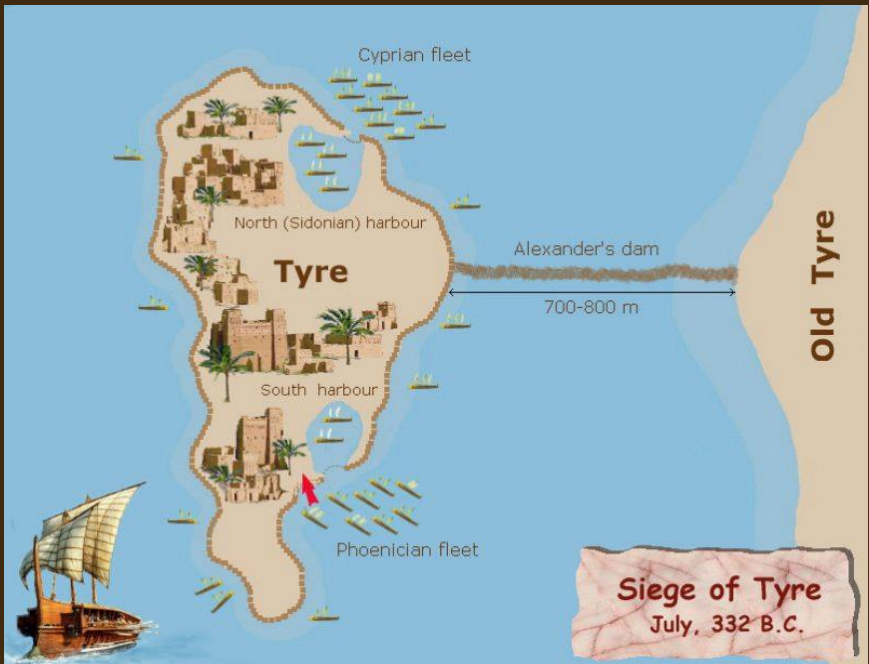 Cyprian fleet
North (Sidonian) harbour
Tyre
Alexander's dam
700-800 m
Old Tyre
South harbour
Phoenician fleet
Siege of Tyre
July, 332 B.C.